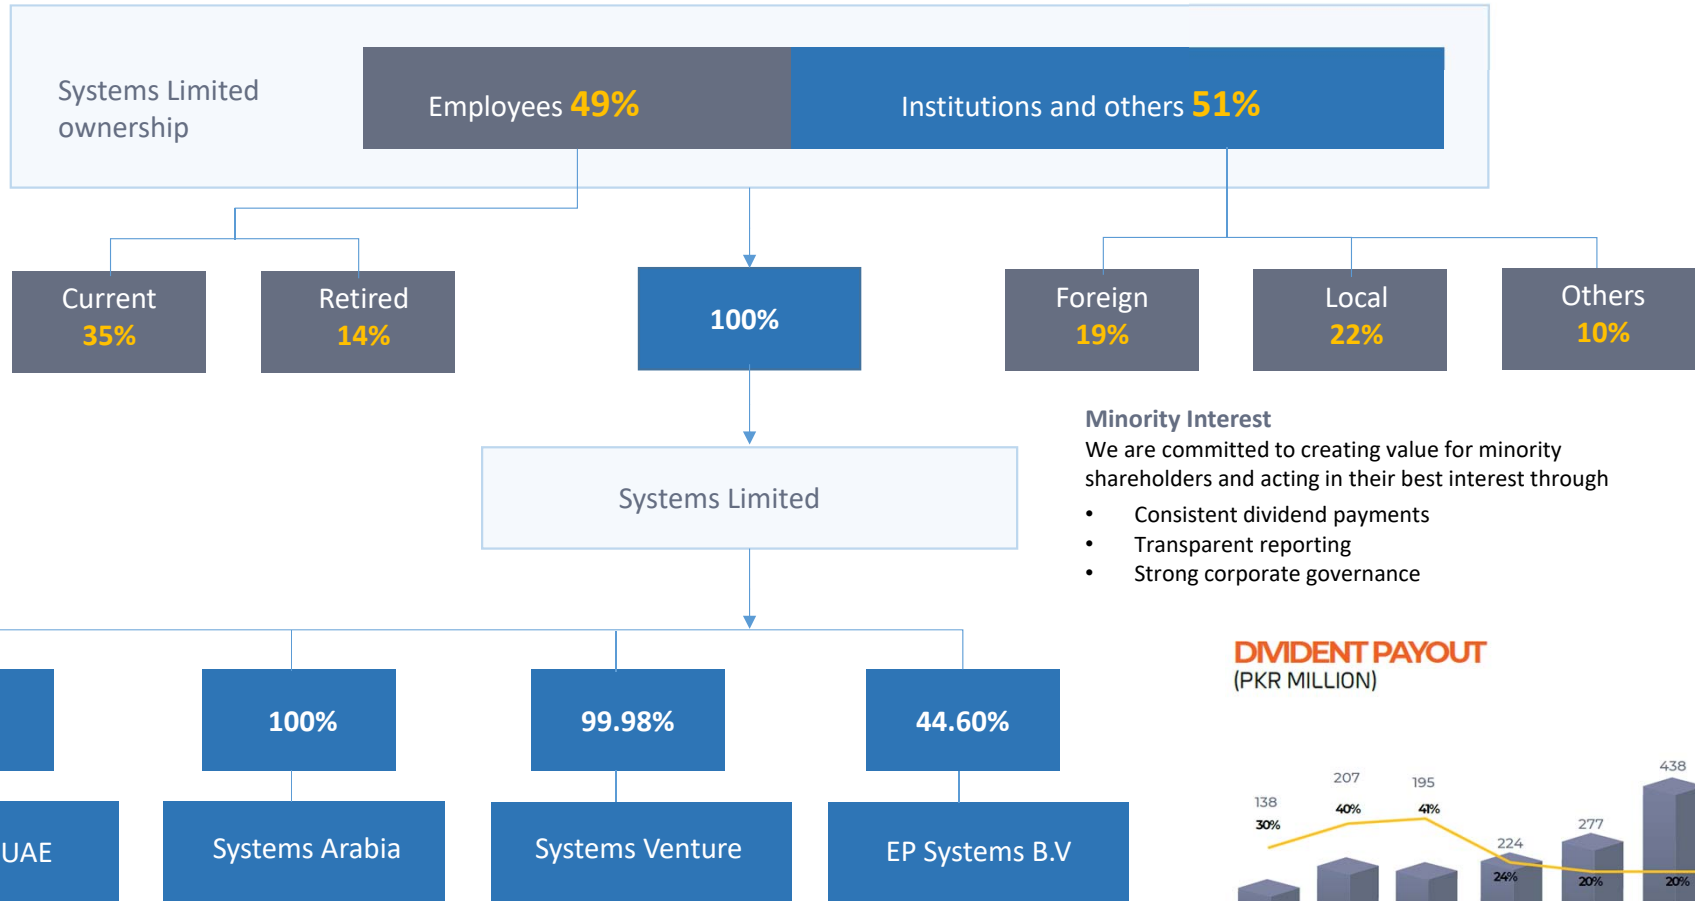 Systems Limited
ownership
Employees 49%
Institutions and others 51%
Current
35%
Retired
14%
100%
Foreign
19%
Local
22%
Others
10%
Minority Interest
We are committed to creating value for minority
shareholders and acting in their best interest through
• Consistent dividend payments
• Transparent reporting
• Strong corporate governance
Systems Limited
100%
99.98%
44.60%
UAE
Systems Arabia
Systems Venture
EP Systems B.V
DIVIDENT PAYOUT
(PKR MILLION)
138
30%
207
40%
195
41%
224
24%
277
20%
438
20%